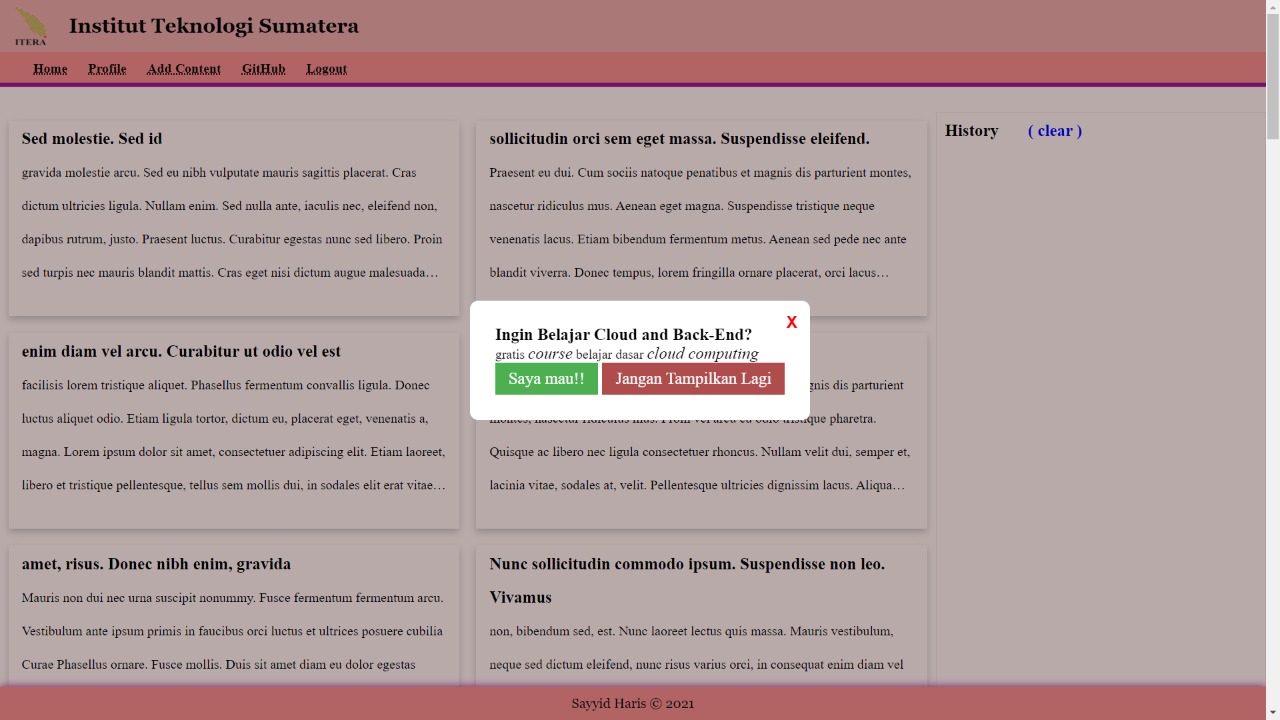 ITERA
Institut Teknologi Sumatera
Home Profile Add Content GitHub Logout
Sed molestie. Sed id
gravida molestie arcu. Sed eu nibh vulputate mauris sagittis placerat. Cras
dictum ultricies ligula. Nullam enim. Sed nulla ante, iaculis nec, eleifend non,
dapibus rutrum, justo. Praesent luctus. Curabitur egestas nunc sed libero. Proin
sed turpis nec mauris blandit mattis. Cras eget nisi dictum augue malesuada…
sollicitudin orci sem eget massa. Suspendisse eleifend.
Praesent eu dui. Cum sociis natoque penatibus et magnis dis parturient montes,
nascetur ridiculus mus. Aenean eget magna. Suspendisse tristique neque
venenatis lacus. Etiam bibendum fermentum metus. Aenean sed pede nec ante
blandit viverra. Donec tempus, lorem fringilla ornare placerat, orci lacus…
History ( clear )
X
Ingin Belajar Cloud and Back-End?
gratis course belajar dasar cloud computing
Saya mau!! Jangan Tampilkan Lagi
enim diam vel arcu. Curabitur ut odio vel est
facilisis lorem tristique aliquet. Phasellus fermentum convallis ligula. Donec
luctus aliquet odio. Etiam ligula tortor, dictum eu, placerat eget, venenatis a,
magna. Lorem ipsum dolor sit amet, consectetuer adipiscing elit. Etiam laoreet,
libero et tristique pellentesque, tellus sem mollis dui, in sodales elit erat vitae…
dis parturient
pharetra.
Quisque ac libero nec ligula consectetuer rhoncus. Nullam velit dui, semper et,
lacinia vitae, sodales at, velit. Pellentesque ultricies dignissim lacus. Aliqua…
amet, risus. Donec nibh enim, gravida
Mauris non dui nec urna suscipit nonummy. Fusce fermentum fermentum arcu.
Vestibulum ante ipsum primis in faucibus orci luctus et ultrices posuere cubilia
Curae Phasellus ornare. Fusce mollis. Duis sit amet diam eu dolor egestas
Nunc sollicitudin commodo ipsum. Suspendisse non leo.
Vivamus
non, bibendum sed, est. Nunc laoreet lectus quis massa. Mauris vestibulum,
neque sed dictum eleifend, nunc risus varius orci, in consequat enim diam vel
Sayyid Haris © 2021